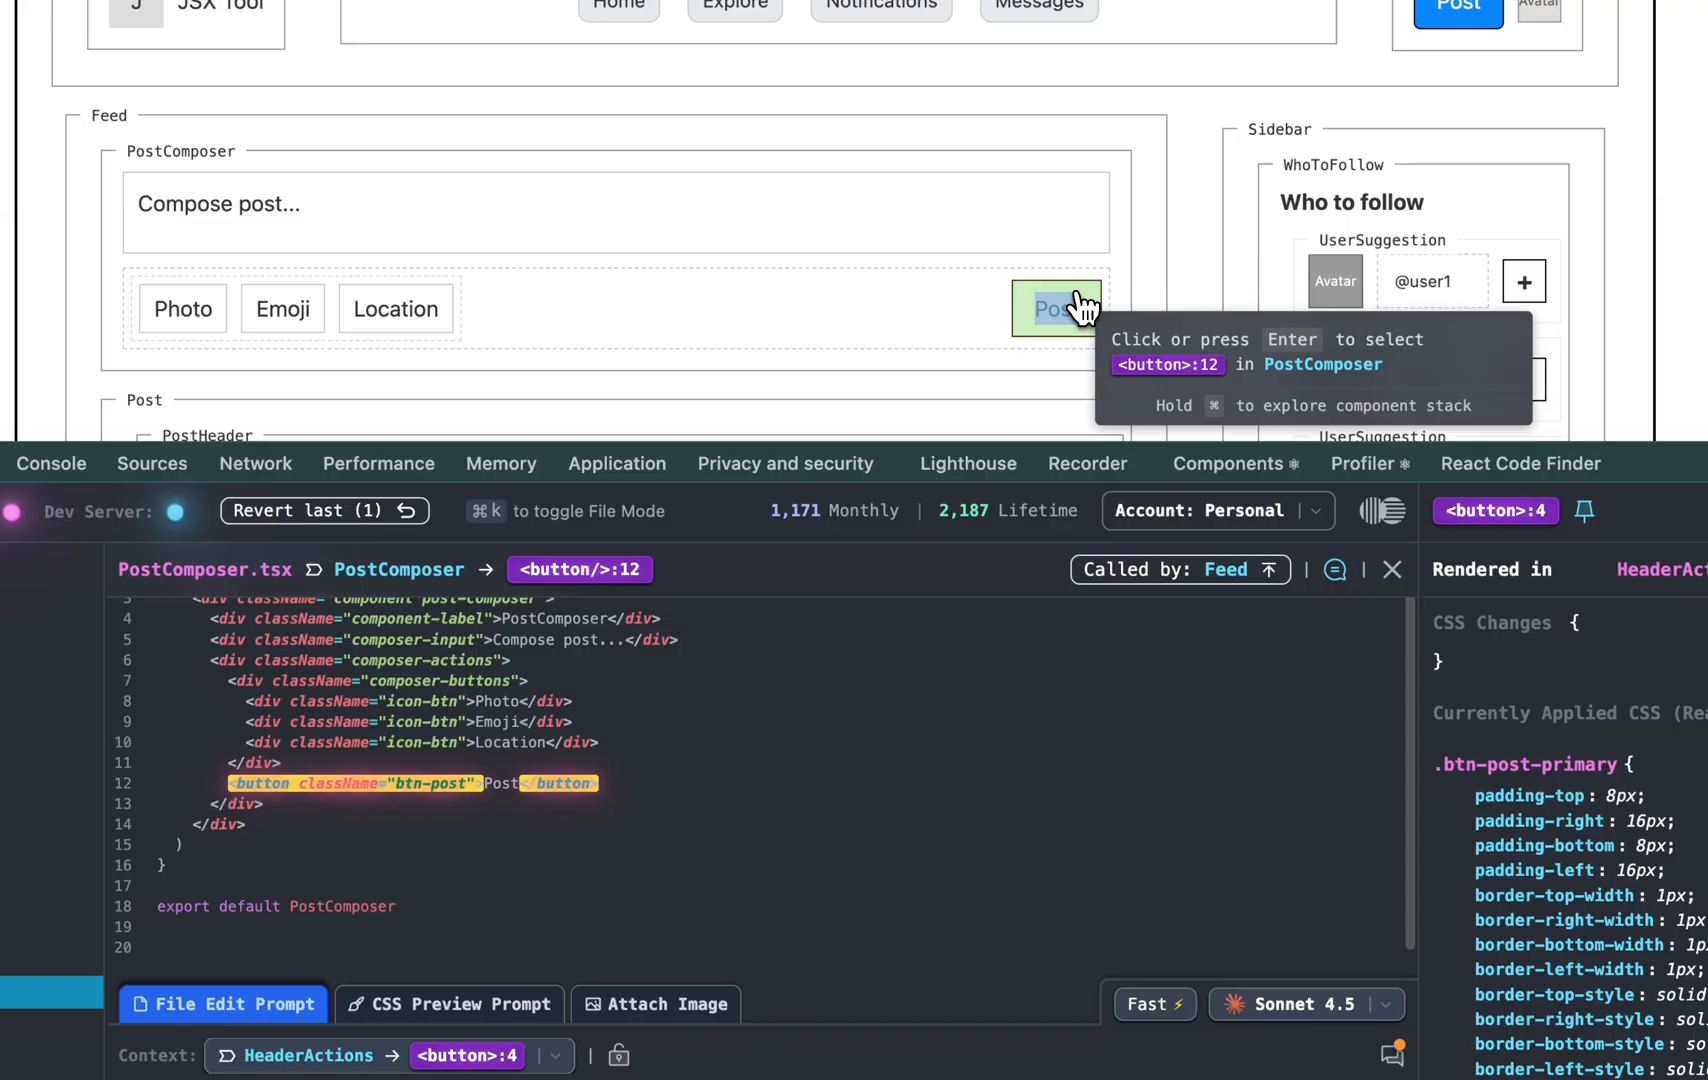 J JSX Tool
Home Explore Notifications Messages
Post Avatar
Feed
PostComposer
Compose post...
Photo Emoji Location
Post
PostHeader
Sidebar
WhoToFollow
Who to follow
UserSuggestion
Avatar @user1 +
Click or press Enter to select
<button>:12 in PostComposer
Hold ⌘ to explore component stack
UserSuggestion
Console Sources Network Performance Memory Application Privacy and security Lighthouse Recorder Components ⚛ Profiler ⚛ React Code Finder
Dev Server: Revert last (1) ⌘ k to toggle File Mode 1,171 Monthly | 2,187 Lifetime Account: Personal
<button>:4
PostComposer.tsx PostComposer → <button/>:12 Called by: Feed
Rendered in
3 <div className="component post-composer">
4 <div className="component-label">PostComposer</div>
5 <div className="composer-input">Compose post...</div>
6 <div className="composer-actions">
7 <div className="composer-buttons">
8 <div className="icon-btn">Photo</div>
9 <div className="icon-btn">Emoji</div>
10 <div className="icon-btn">Location</div>
11 </div>
12 <button className="btn-post">Post</button>
13 </div>
14 </div>
15 )
16 }
17
18 export default PostComposer
19
20
CSS Changes {
}
Currently Applied CSS
.btn-post-primary {
padding-top: 8px;
padding-right: 16px;
padding-bottom: 8px;
padding-left: 16px;
border-top-width: 1px;
border-right-width: 1px
border-bottom-width:
border-left-width: 1px;
border-top-style: solid
border-right-style:
border-bottom-style:
border-left-style:
File Edit Prompt CSS Preview Prompt Attach Image Fast⚡ Sonnet 4.5
Context: HeaderActions → <button>:4